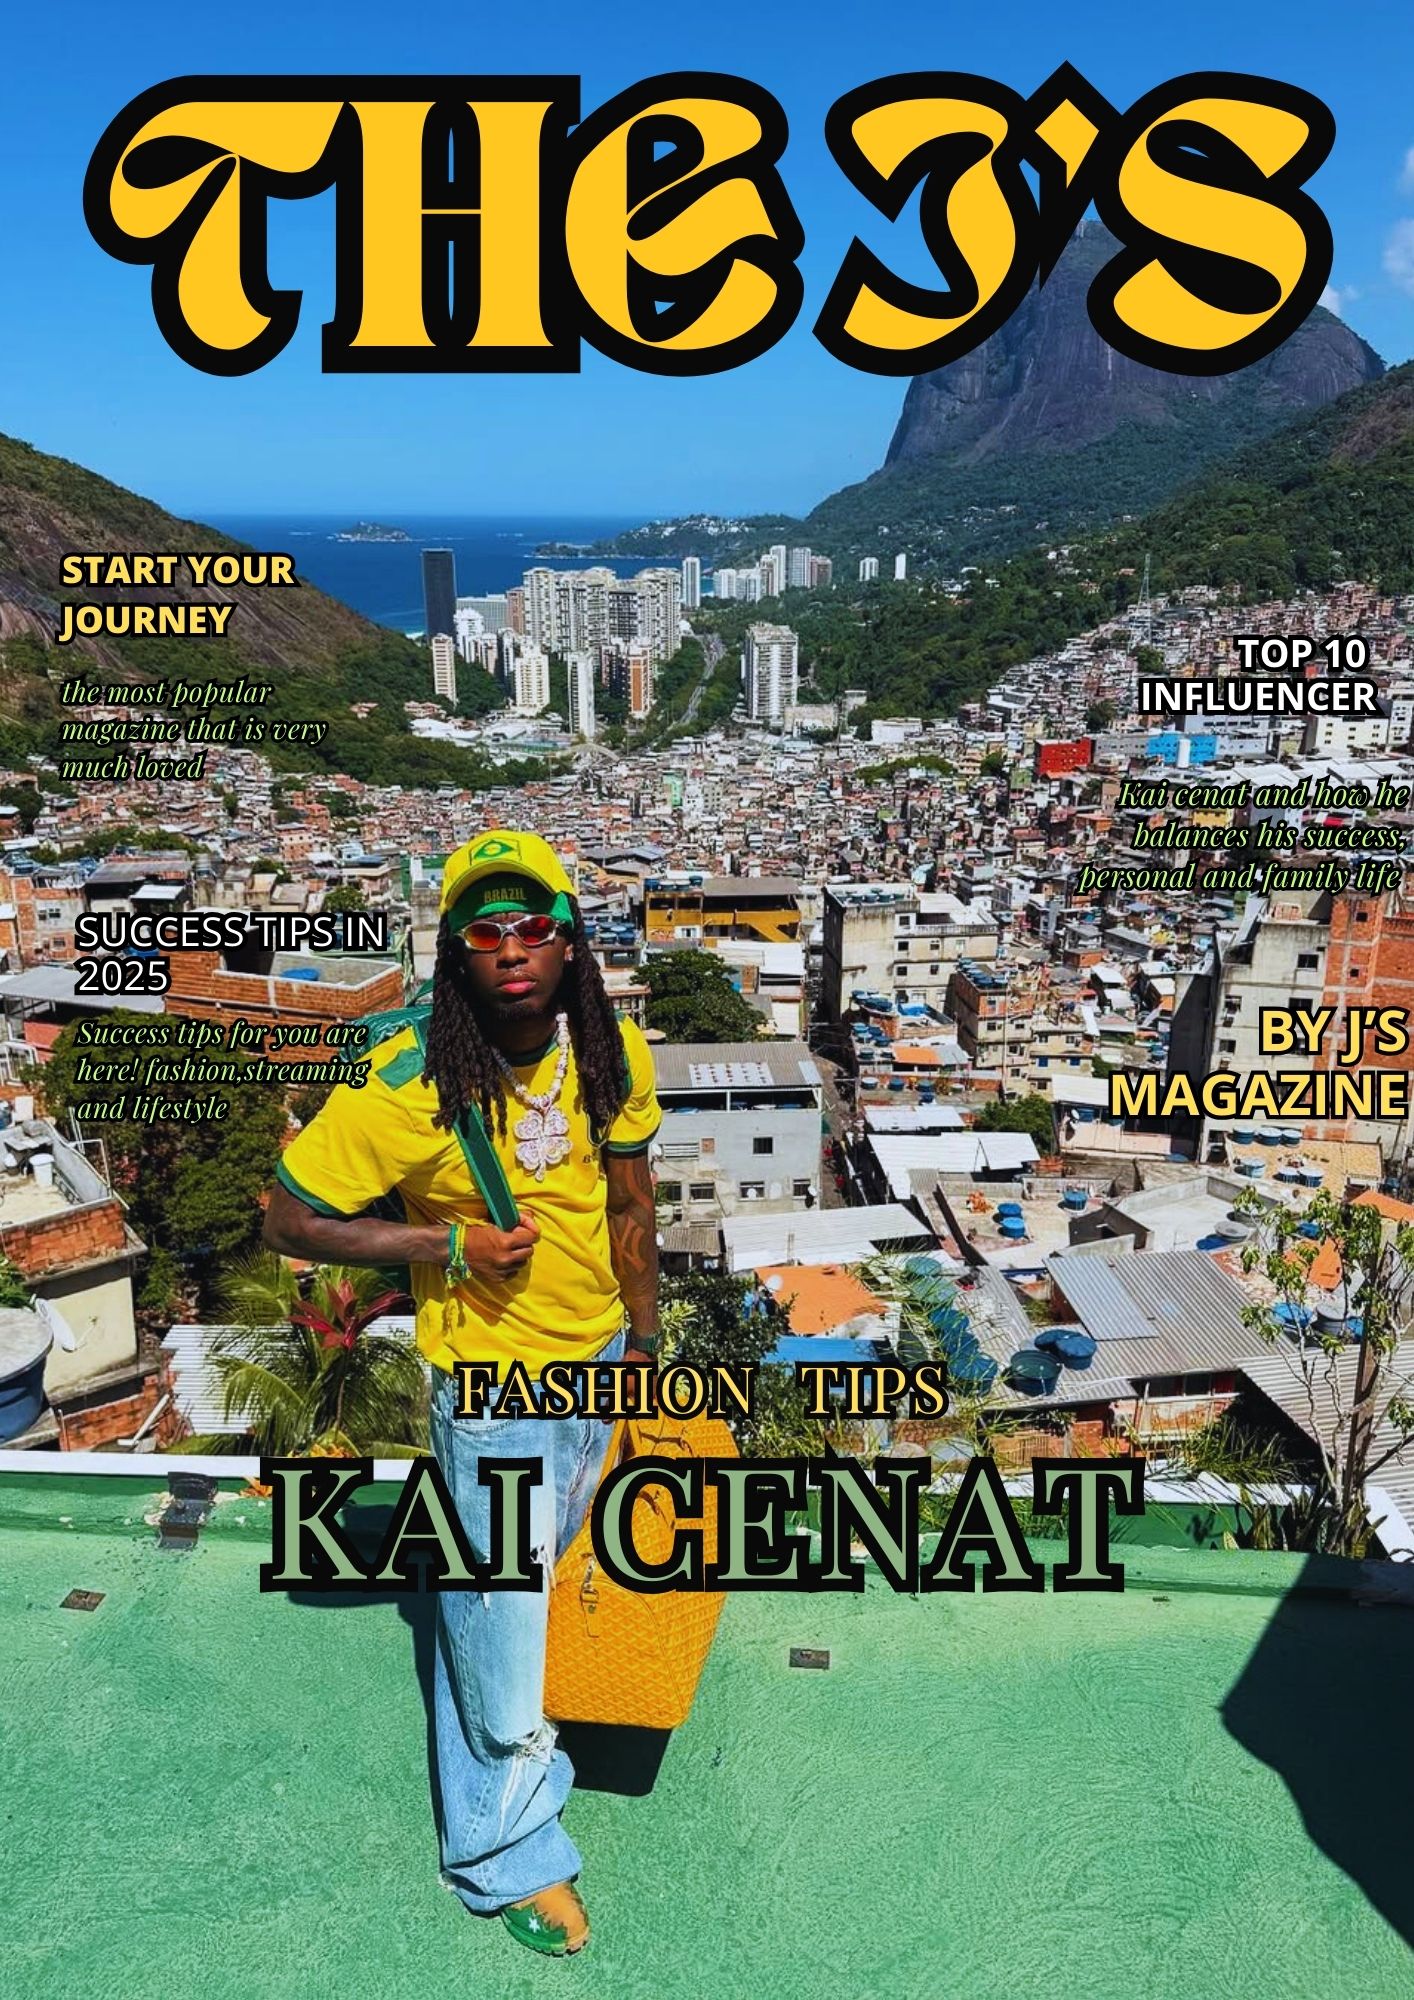 THE J'S
START YOUR
JOURNEY
the most popular
magazine that is very
much loved
TOP 10
INFLUENCER
Kai cenat and how he
balances his success,
personal and family life
SUCCESS TIPS IN
2025
Success tips for you are
here! fashion,streaming
and lifestyle
BY J'S
MAGAZINE
BRAZIL
FASHION TIPS
KAI CENAT